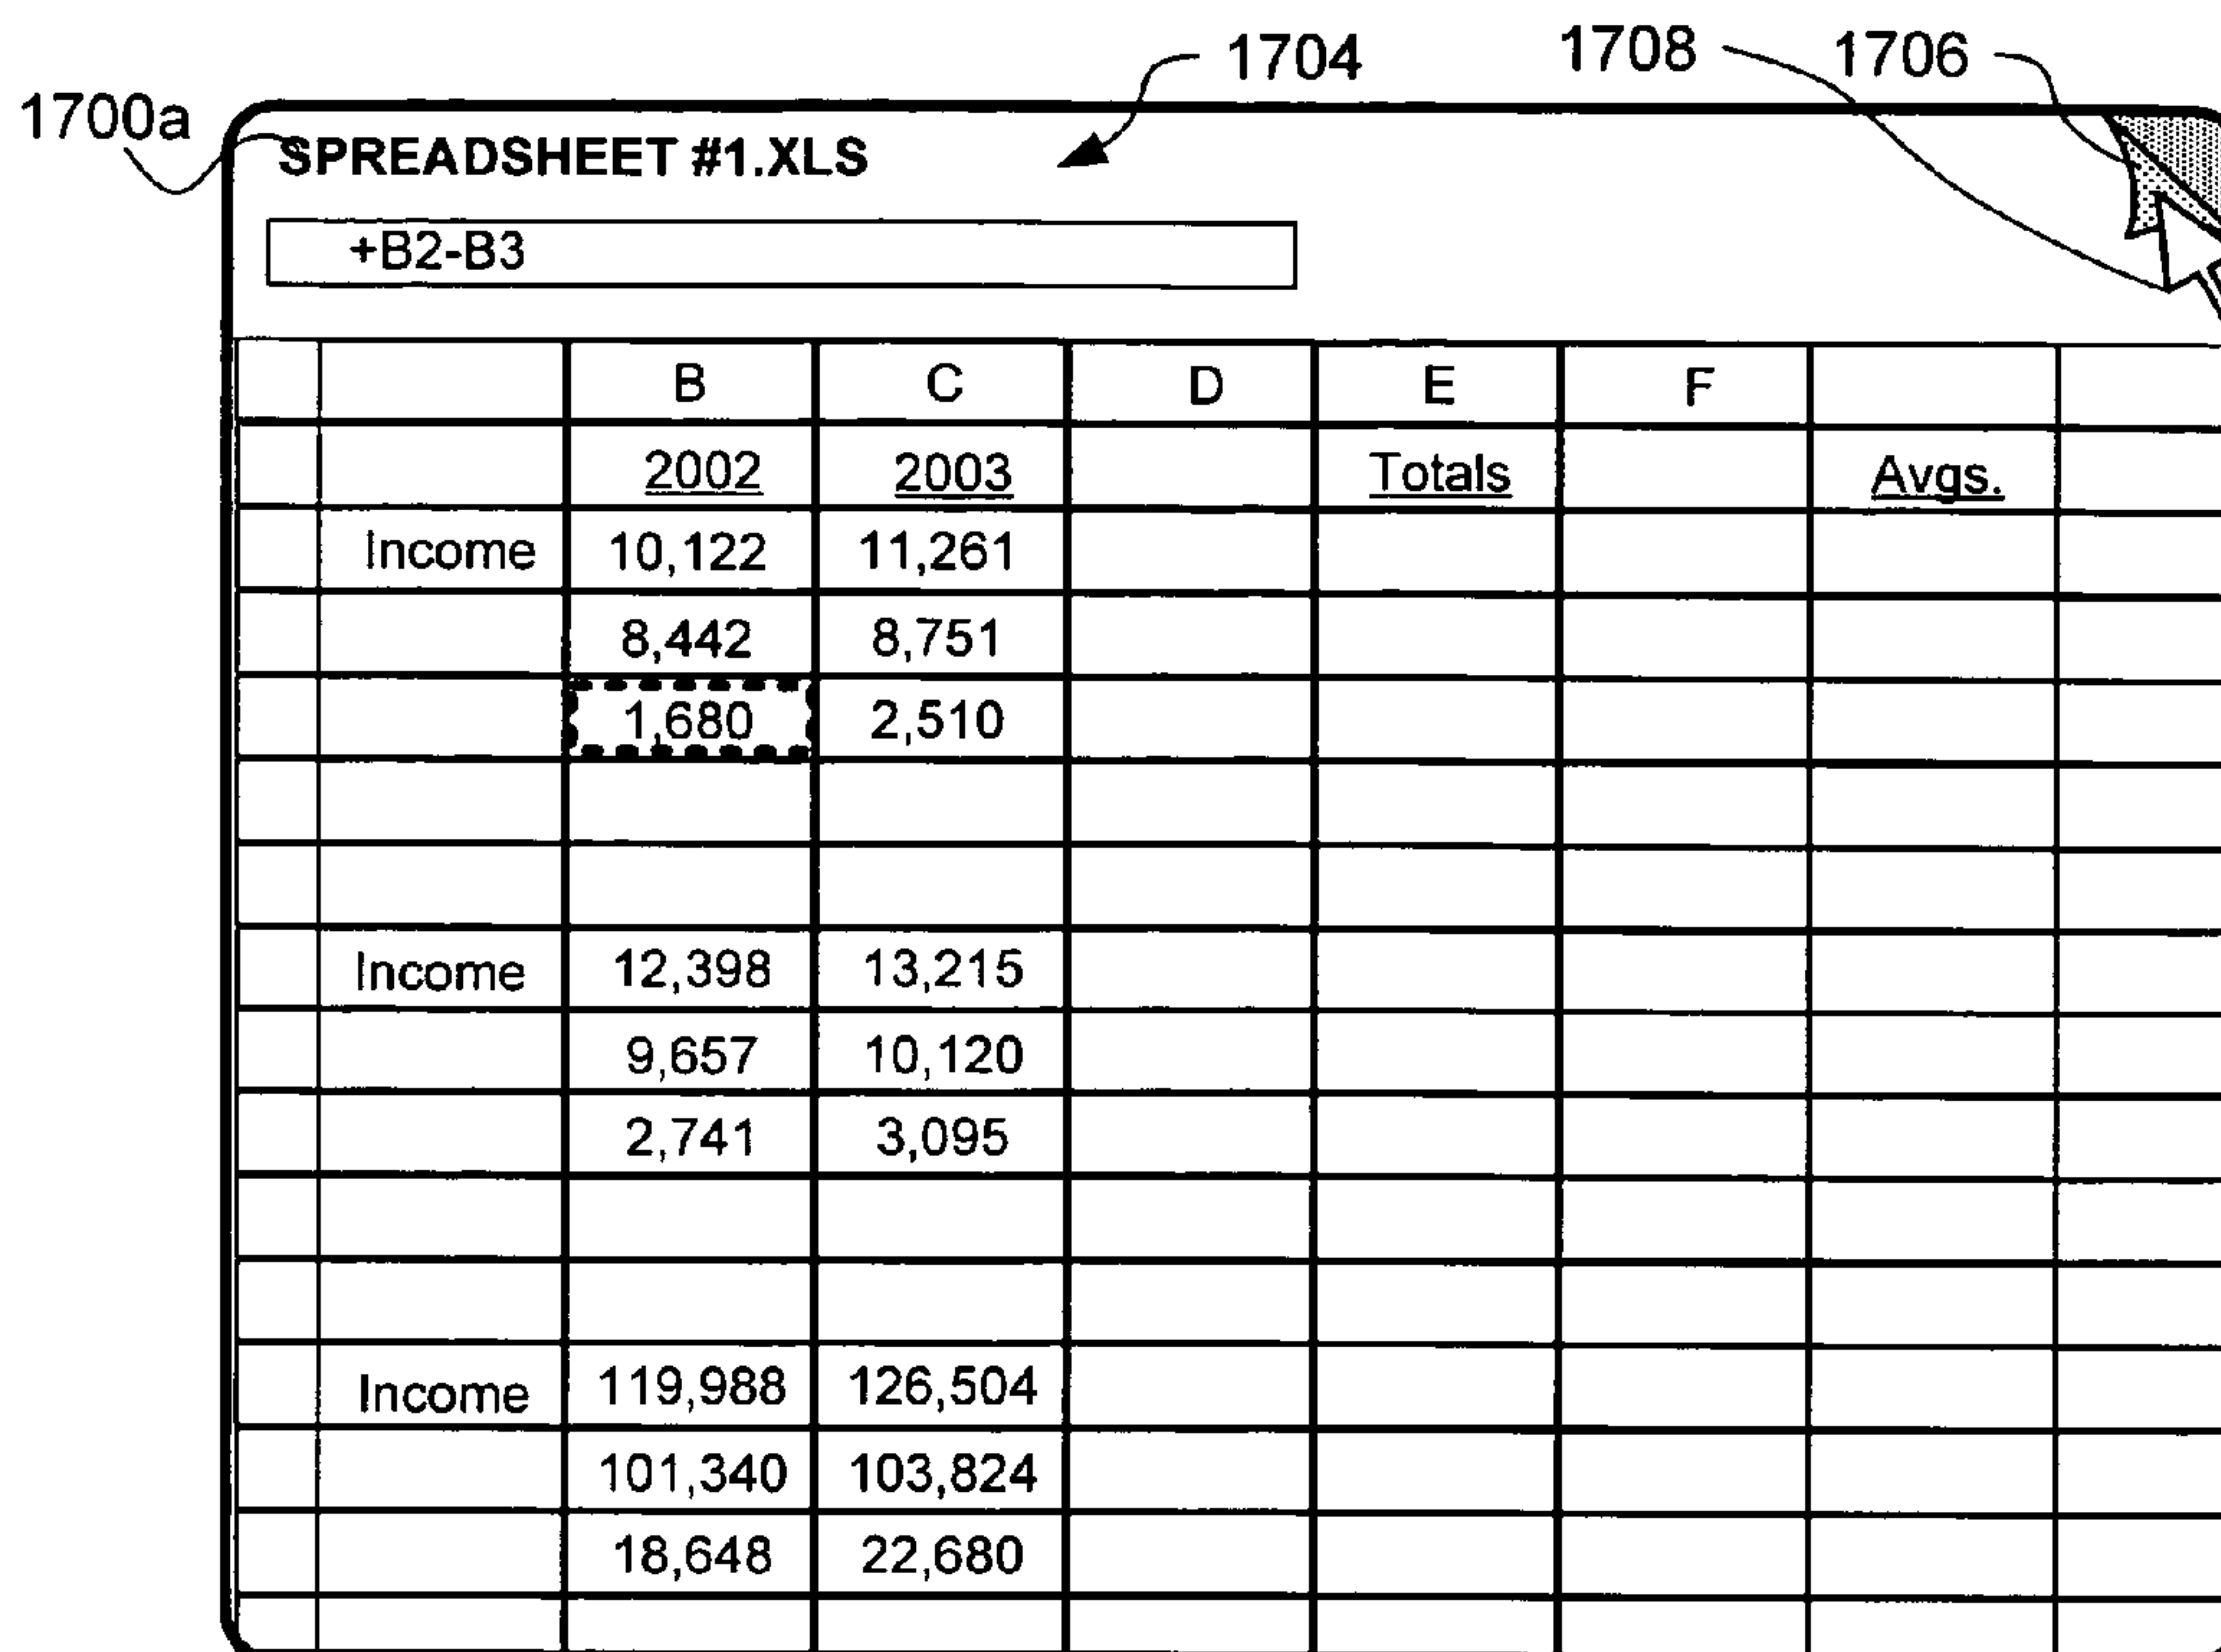 1704 1708 1706
1700a
SPREADSHEET #1.XLS
+B2-B3
B C D E F
2002 2003 Totals Avgs.
Income 10,122 11,261
8,442 8,751
1,680 2,510
Income 12,398 13,215
9,657 10,120
2,741 3,095
Income 119,988 126,504
101,340 103,824
18,648 22,680